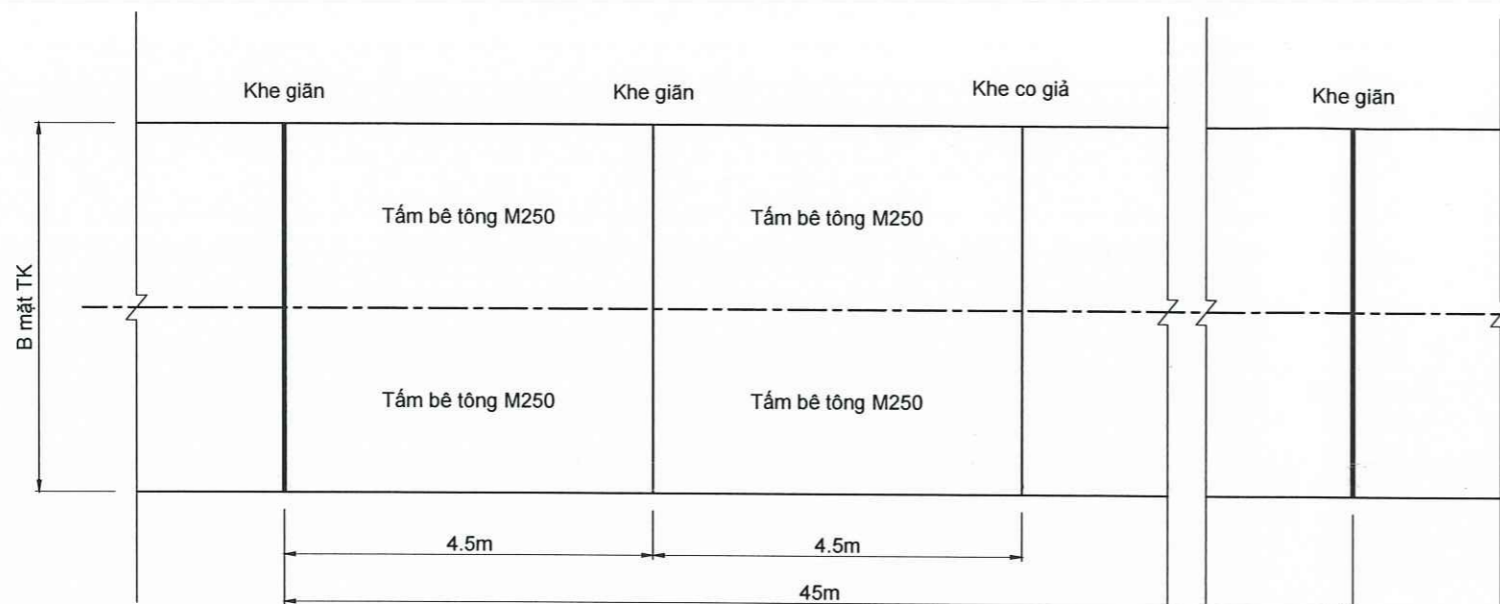 Khe giãn
Khe giãn
Khe co giả
Khe giãn
Tấm bê tông M250
Tấm bê tông M250
B mặt TK
Tấm bê tông M250
Tấm bê tông M250
4.5m
4.5m
45m